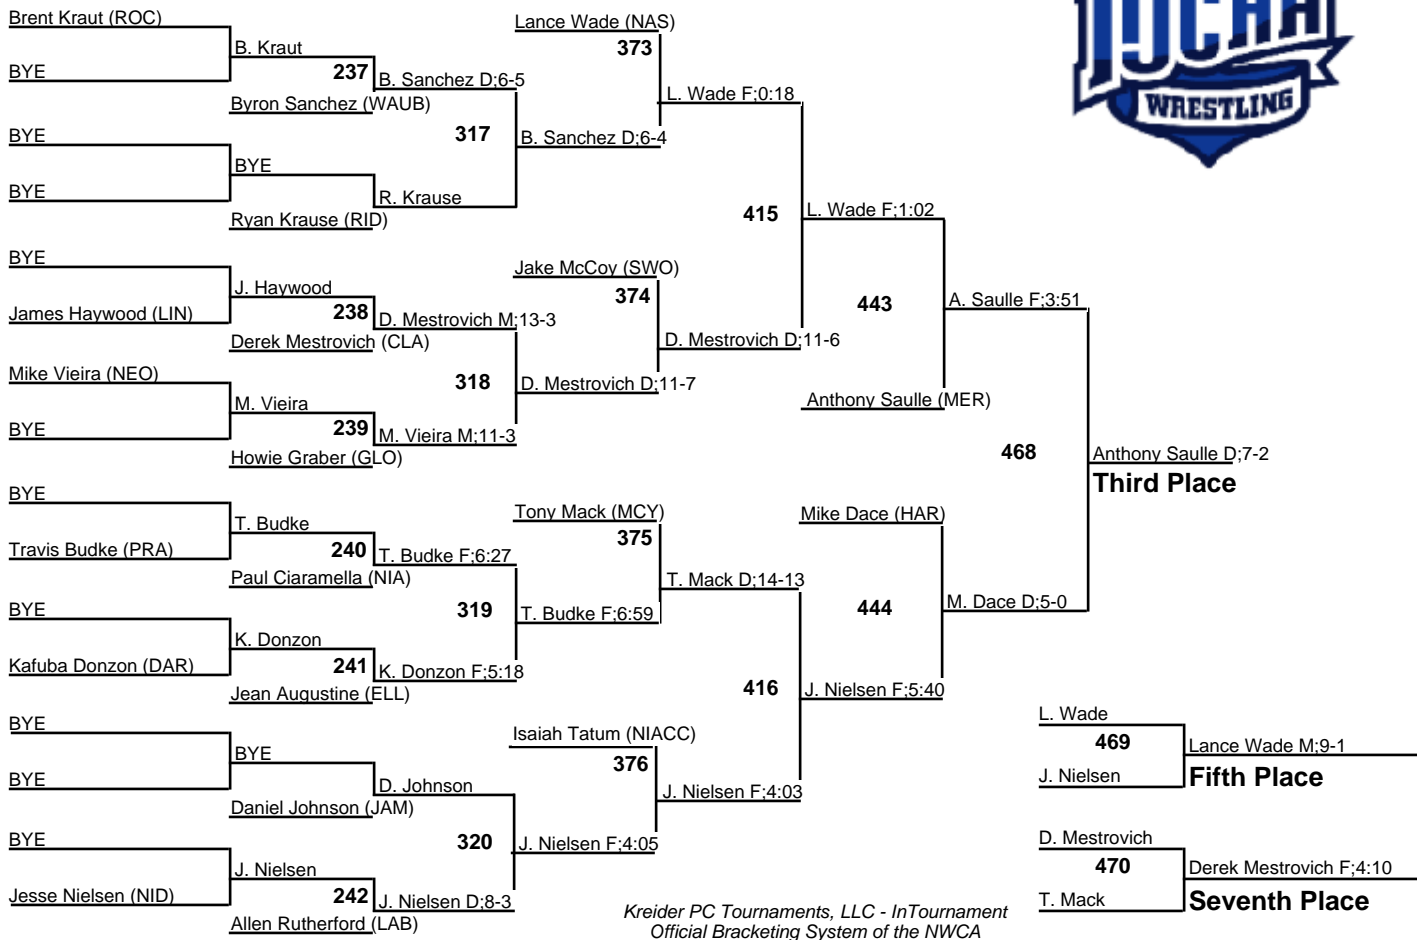 Brent Kraut (ROC)
BYE
BYE
BYE
BYE
James Haywood (LIN)
Mike Vieira (NEO)
BYE
BYE
Travis Budke (PRA)
BYE
Kafuba Donzon (DAR)
BYE
BYE
BYE
Jesse Nielsen (NID)
B. Kraut
237
Byron Sanchez (WAUB)
BYE
Ryan Krause (RID)
J. Haywood
238
Derek Mestrovich (CLA)
M. Vieira
239
Howie Graber (GLO)
T. Budke
240
Paul Ciaramella (NIA)
K. Donzon
241
Jean Augustine (ELL)
BYE
Daniel Johnson (JAM)
J. Nielsen
242
Allen Rutherford (LAB)
B. Sanchez D;6-5
317
R. Krause
D. Mestrovich M;13-3
318
M. Vieira M;11-3
T. Budke F;6:27
319
K. Donzon F;5:18
D. Johnson
320
J. Nielsen D;8-3
Lance Wade (NAS)
373
B. Sanchez D;6-4
Jake McCoy (SWO)
374
D. Mestrovich D;11-7
Tony Mack (MCY)
375
T. Budke F;6:59
Isaiah Tatum (NIACC)
376
J. Nielsen F;4:05
L. Wade F;0:18
415
D. Mestrovich D;11-6
T. Mack D;14-13
416
J. Nielsen F;4:03
L. Wade F;1:02
443
Anthony Saulle (MER)
Mike Dace (HAR)
444
J. Nielsen F;5:40
A. Saulle F;3:51
468
M. Dace D;5-0
Anthony Saulle D;7-2
Third Place
L. Wade
469
J. Nielsen
Lance Wade M;9-1
Fifth Place
D. Mestrovich
470
T. Mack
Derek Mestrovich F;4:10
Seventh Place
NJCAA
WRESTLING
Kreider PC Tournaments, LLC - InTournament
Official Bracketing System of the NWCA